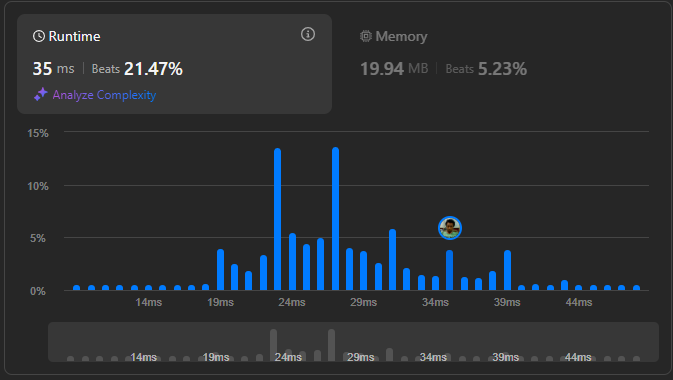 Runtime
35 ms | Beats 21.47%
Analyze Complexity
Memory
19.94 MB | Beats 5.23%
15%
10%
5%
0%
14ms 19ms 24ms 29ms 34ms 39ms 44ms
14ms 19ms 24ms 29ms 34ms 39ms 44ms